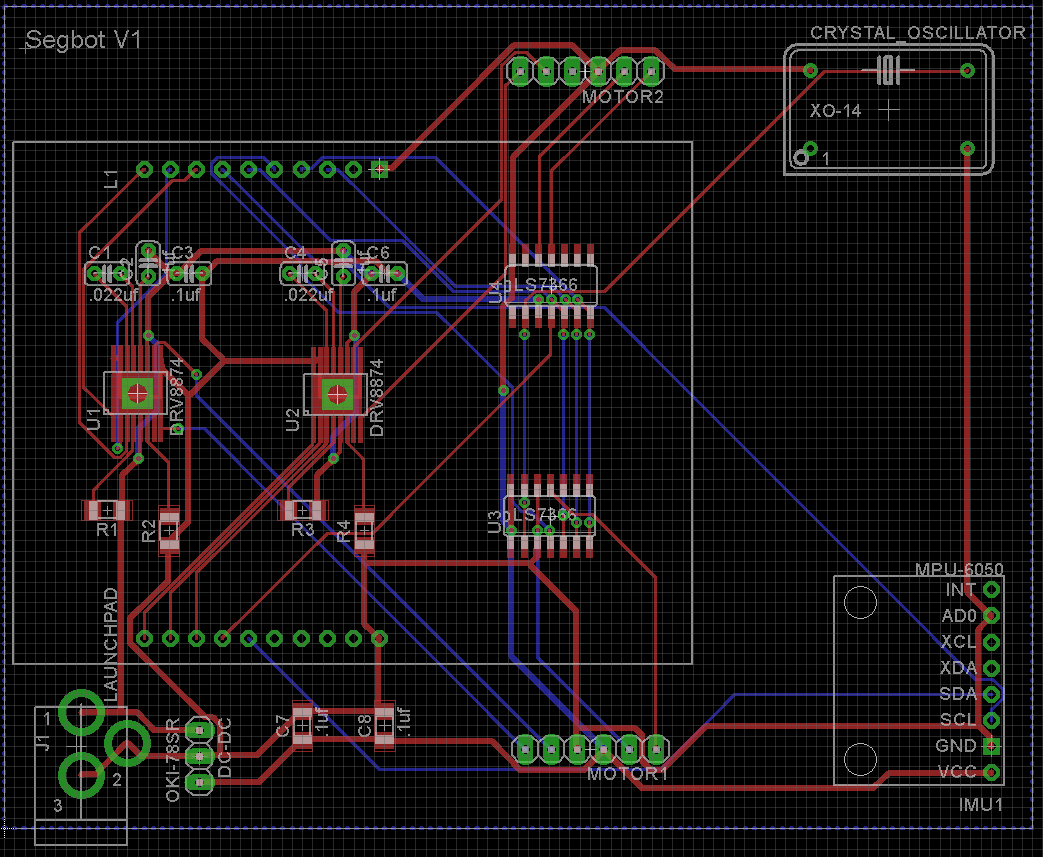 Segbot V1
CRYSTAL_OSCILLATOR
XO-14
1
MOTOR2
L1
C1
C3
C4
C6
.022uf
.1uf
.022uf
.1uf
U4
LS7366
U1
DRV8874
U2
DRV8874
U3
LS7366
R1
R2
R3
R4
MPU-6050
INT
AD0
XCL
XDA
SDA
SCL
GND
VCC
IMU1
LAUNCHPAD
J1
1
2
3
OKI-78SR
DC-DC
C7
.1uf
C8
.1uf
MOTOR1